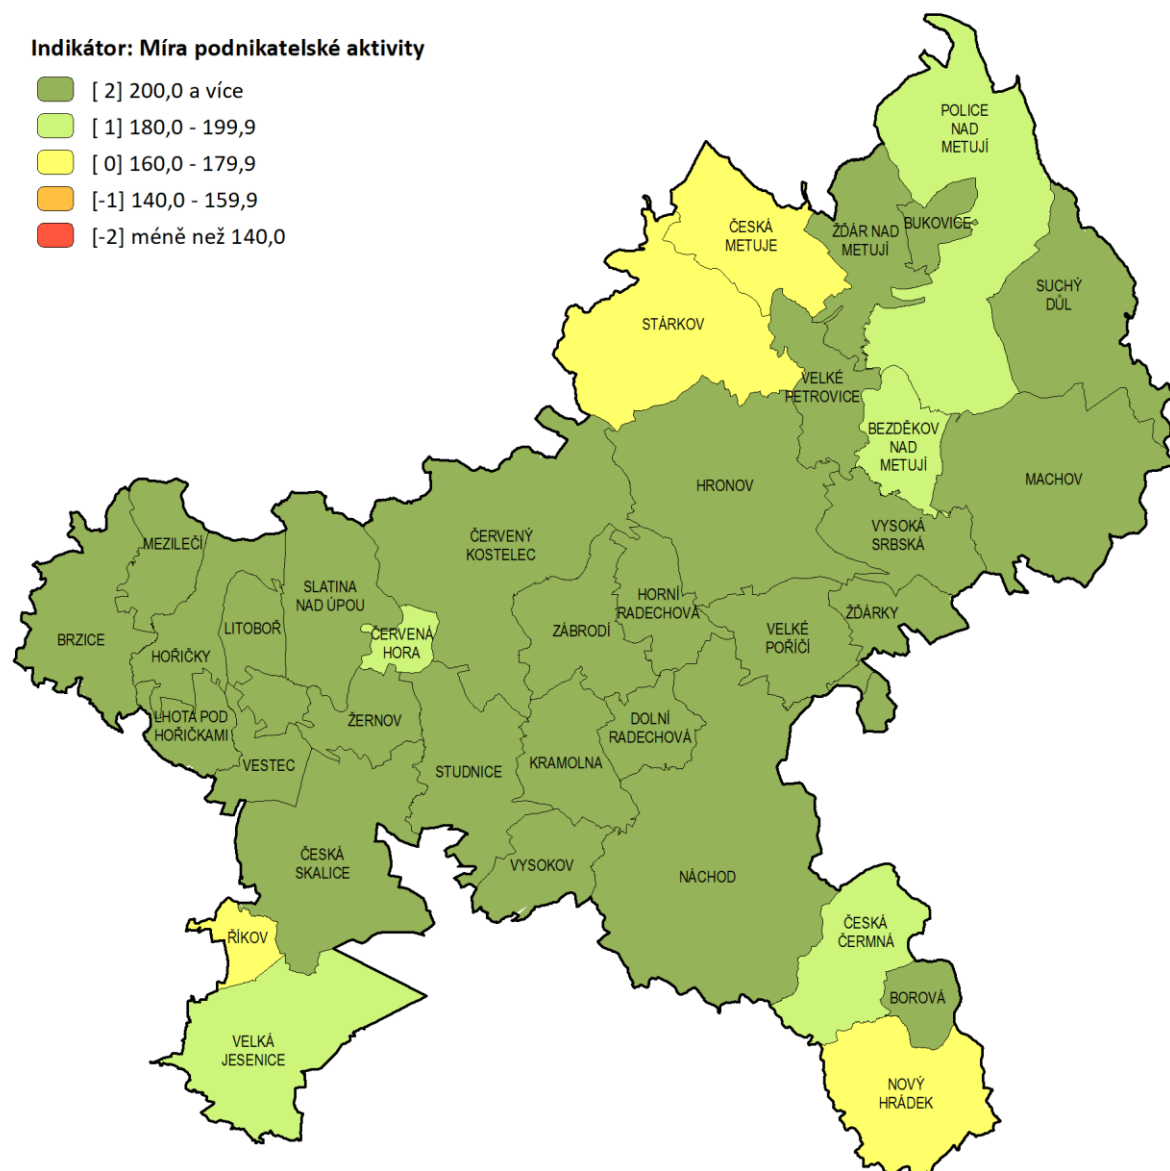 Indikátor: Míra podnikatelské aktivity
[ 2] 200,0 a více
[ 1] 180,0 - 199,9
[ 0] 160,0 - 179,9
[-1] 140,0 - 159,9
[-2] méně než 140,0
POLICE
NAD
METUJÍ
ČESKÁ
METUJE
ŽĎÁR NAD
METUJÍ
BUKOVICE
SUCHÝ
DŮL
STÁRKOV
VELKÉ
PETROVICE
BEZDĚKOV
NAD
METUJÍ
MACHOV
HRONOV
VYSOKÁ
SRBSKÁ
ČERVENÝ
KOSTELEC
MEZILEČÍ
SLATINA
NAD ÚPOU
HORNÍ
RADECHOVÁ
ŽĎÁRKY
BRZICE
LITOBOŘ
ČERVENÁ
HORA
ZÁBRODÍ
VELKÉ
POŘÍČÍ
HOŘIČKY
LHOTA POD
HOŘIČKAMI
ŽERNOV
DOLNÍ
RADECHOVÁ
VESTEC
STUDNICE
KRAMOLNA
ČESKÁ
SKALICE
VYSOKOV
NÁCHOD
ŘÍKOV
ČESKÁ
ČERMNÁ
BOROVÁ
VELKÁ
JESENICE
NOVÝ
HRÁDEK